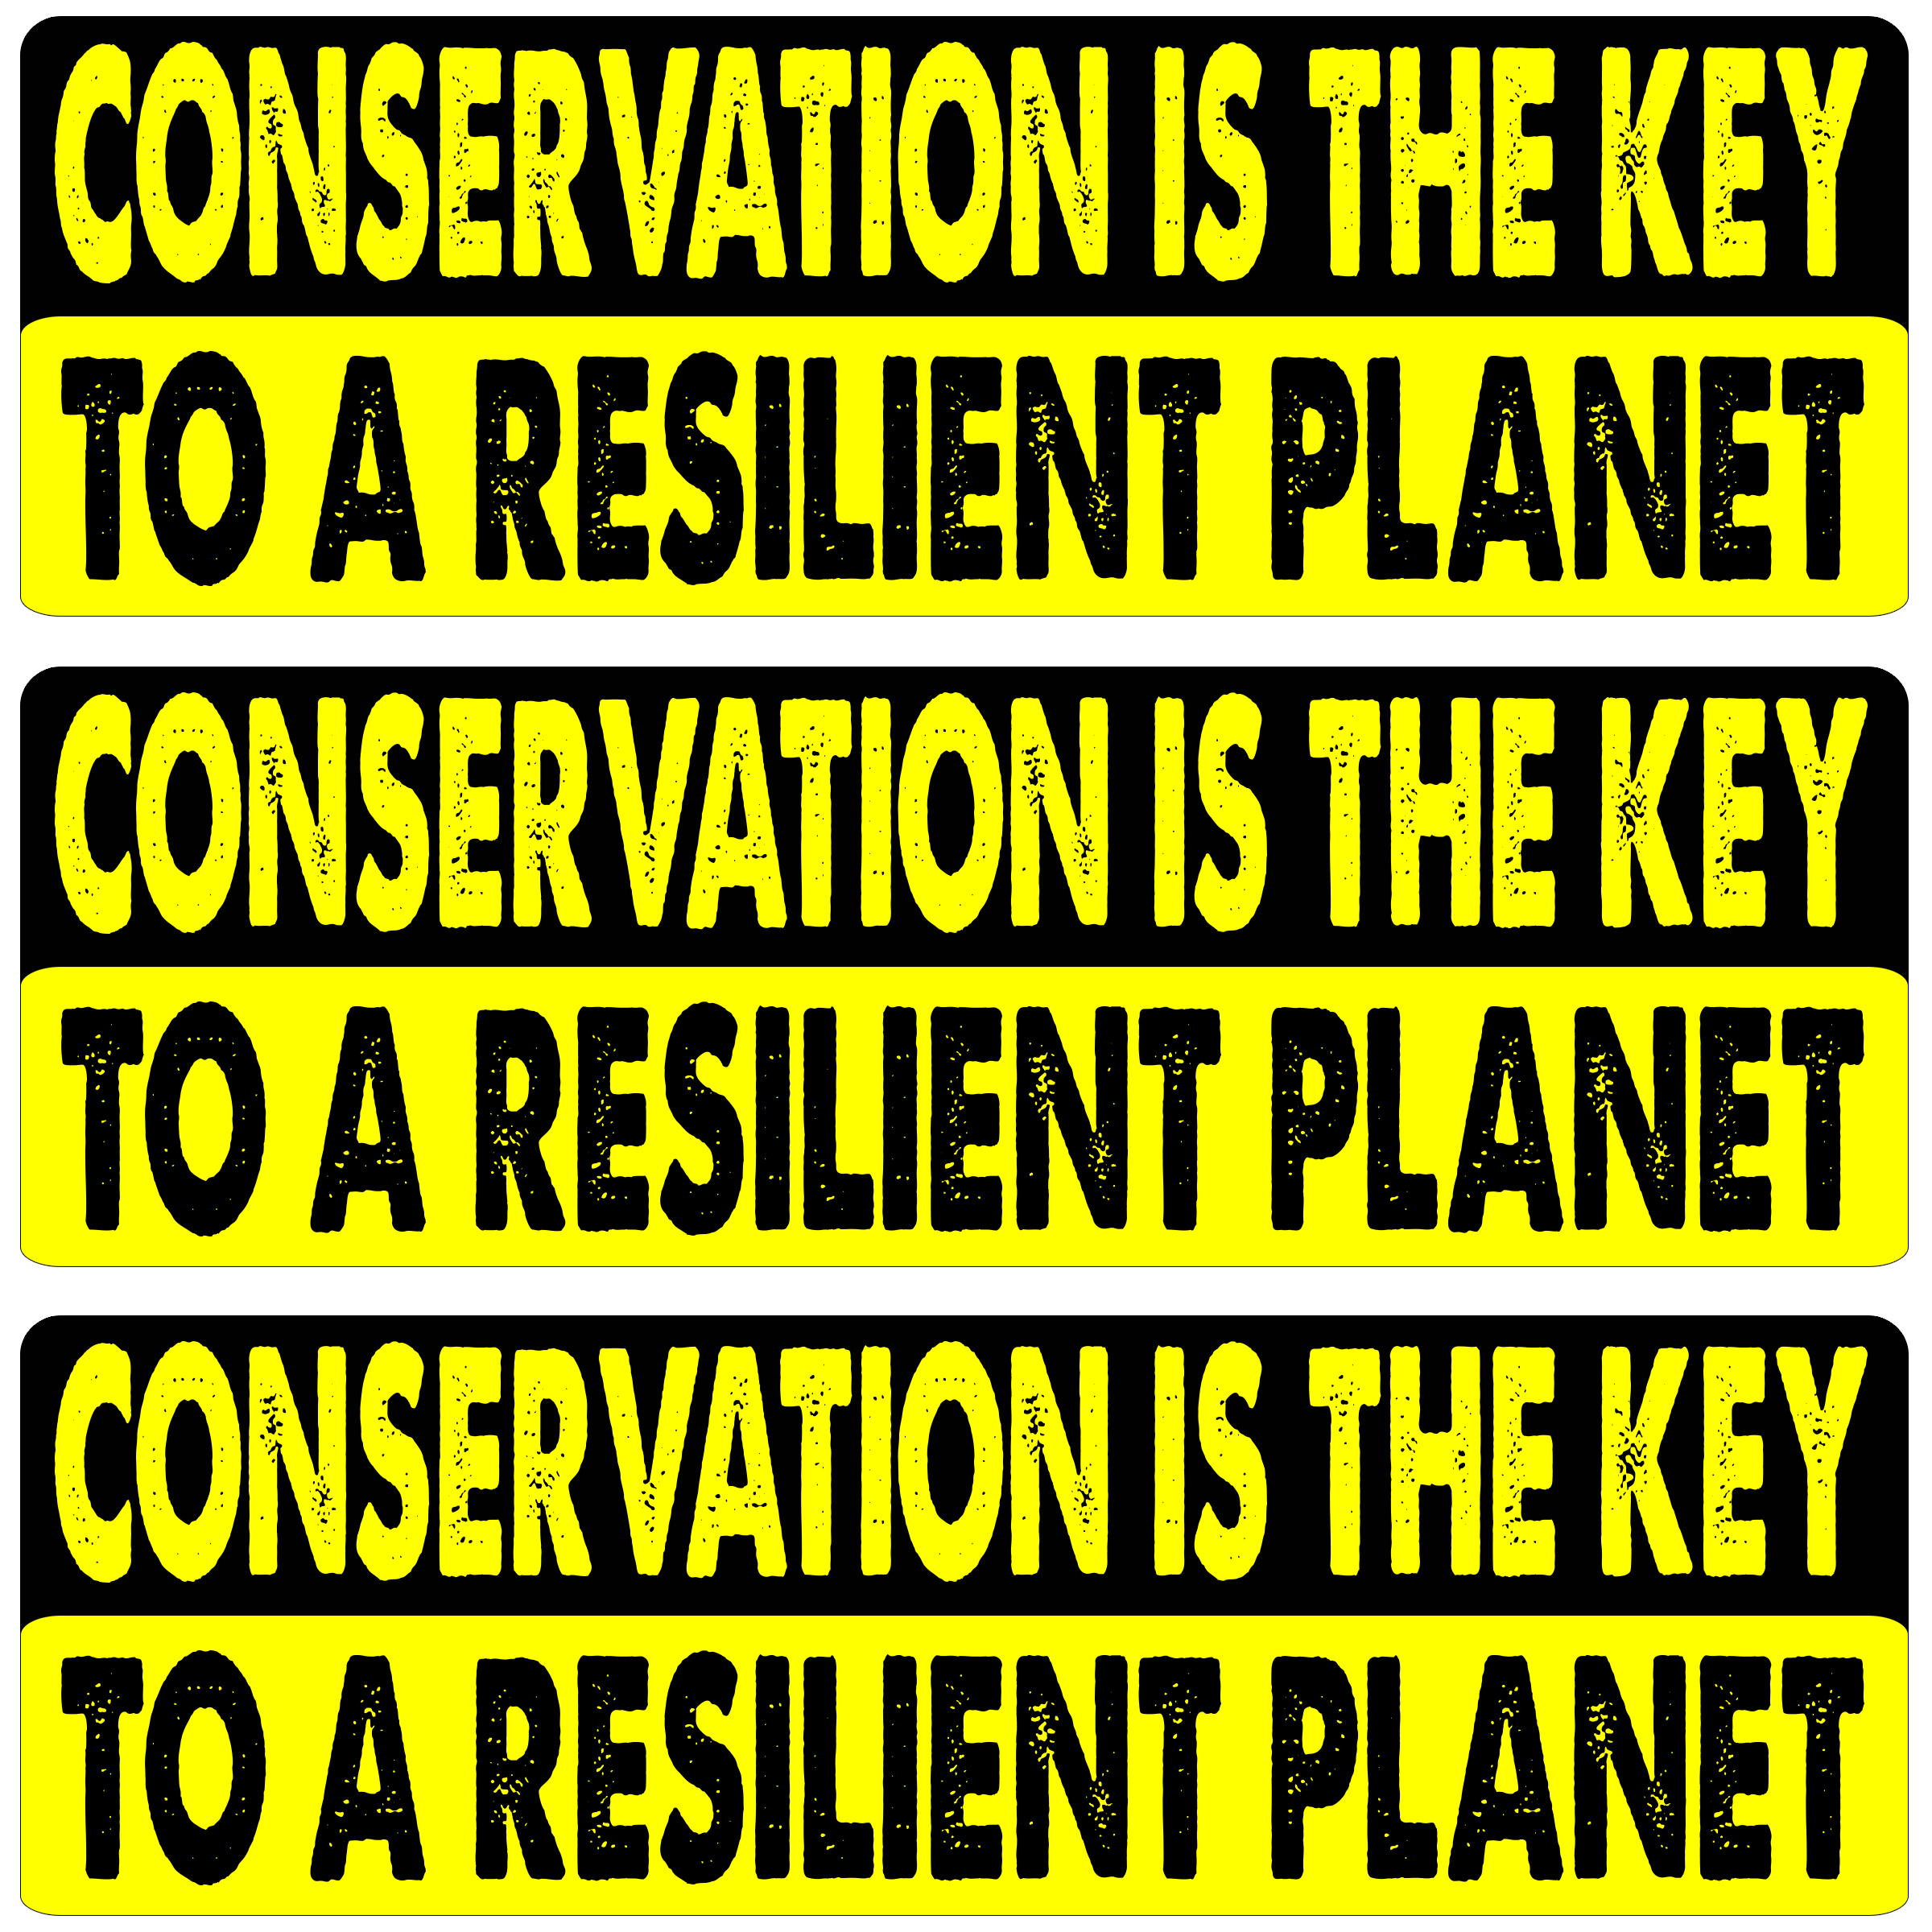 CONSERVATION IS THE KEY
TO A RESILIENT PLANET
CONSERVATION IS THE KEY
TO A RESILIENT PLANET
CONSERVATION IS THE KEY
TO A RESILIENT PLANET